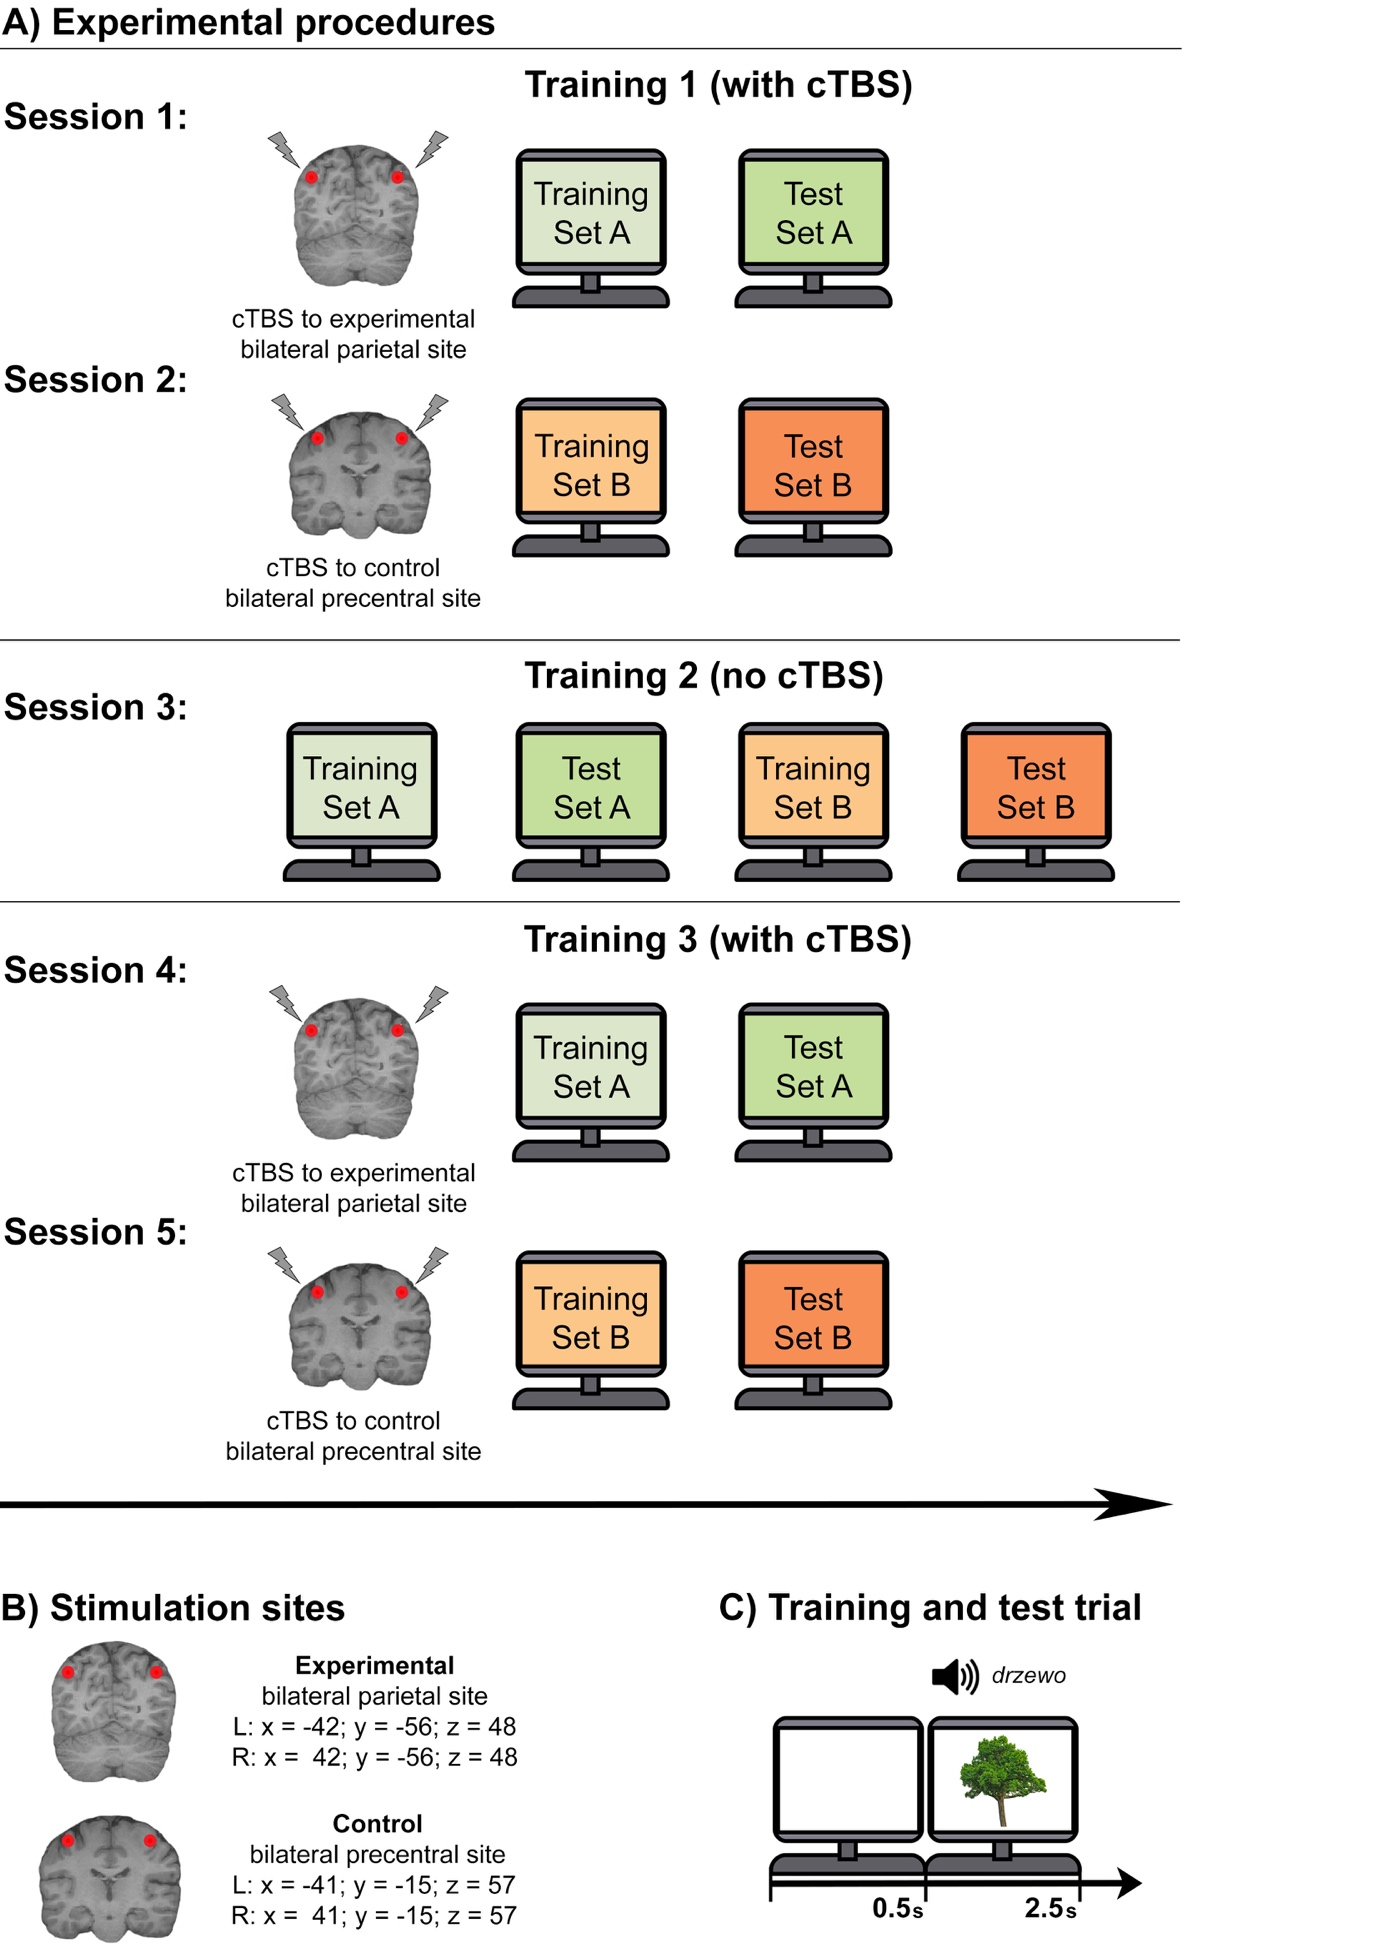 A) Experimental procedures
Training 1 (with cTBS)
Session 1:
Training
Set A
Test
Set A
cTBS to experimental
bilateral parietal site
Session 2:
Training
Set B
Test
Set B
cTBS to control
bilateral precentral site
Training 2 (no cTBS)
Session 3:
Training
Set A
Test
Set A
Training
Set B
Test
Set B
Training 3 (with cTBS)
Session 4:
Training
Set A
Test
Set A
cTBS to experimental
bilateral parietal site
Session 5:
Training
Set B
Test
Set B
cTBS to control
bilateral precentral site
B) Stimulation sites
Experimental
bilateral parietal site
L: x = -42; y = -56; z = 48
R: x = 42; y = -56; z = 48
Control
bilateral precentral site
L: x = -41; y = -15; z = 57
R: x = 41; y = -15; z = 57
C) Training and test trial
drzewo
0.5s
2.5s